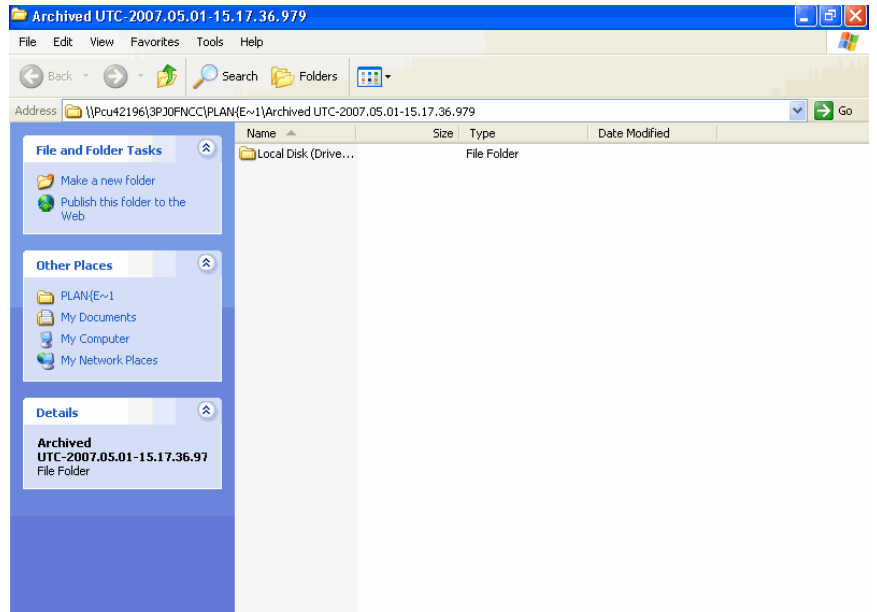 Archived UTC-2007.05.01-15.17.36.979
File Edit View Favorites Tools Help
Back Search Folders
Address \\Pcu42196\3PJ0FNCC\PLAN{E~1\Archived UTC-2007.05.01-15.17.36.979 Go
Name Size Type Date Modified
Local Disk (Drive... File Folder
File and Folder Tasks
Make a new folder
Publish this folder to the
Web
Other Places
PLAN{E~1
My Documents
My Computer
My Network Places
Details
Archived
UTC-2007.05.01-15.17.36.97
File Folder